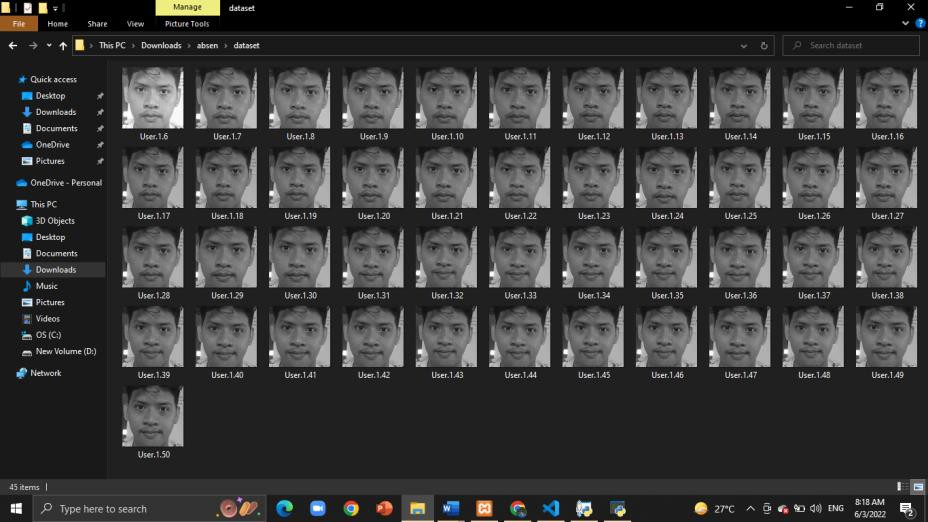 Manage
dataset
File
Home
Share
View
Picture Tools
This PC > Downloads > absen > dataset
Search dataset
Quick access
Desktop
Downloads
Documents
OneDrive
Pictures
OneDrive - Personal
This PC
3D Objects
Desktop
Documents
Downloads
Music
Pictures
Videos
OS (C:)
New Volume (D:)
Network
User.1.6
User.1.7
User.1.8
User.1.9
User.1.10
User.1.11
User.1.12
User.1.13
User.1.14
User.1.15
User.1.16
User.1.17
User.1.18
User.1.19
User.1.20
User.1.21
User.1.22
User.1.23
User.1.24
User.1.25
User.1.26
User.1.27
User.1.28
User.1.29
User.1.30
User.1.31
User.1.32
User.1.33
User.1.34
User.1.35
User.1.36
User.1.37
User.1.38
User.1.39
User.1.40
User.1.41
User.1.42
User.1.43
User.1.44
User.1.45
User.1.46
User.1.47
User.1.48
User.1.49
User.1.50
45 items
Type here to search
27°C
ENG
8:18 AM
6/3/2022
2